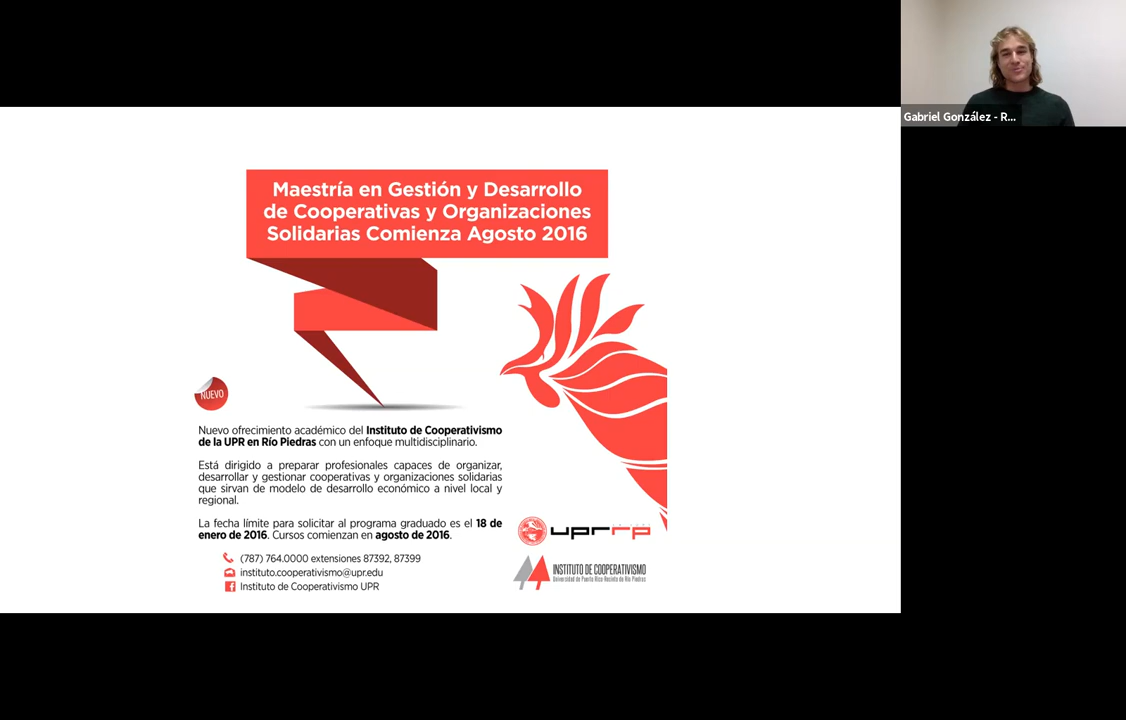 Gabriel González - R...
Maestría en Gestión y Desarrollo
de Cooperativas y Organizaciones
Solidarias Comienza Agosto 2016
NUEVO
Nuevo ofrecimiento académico del Instituto de Cooperativismo
de la UPR en Río Piedras con un enfoque multidisciplinario.
Está dirigido a preparar profesionales capaces de organizar,
desarrollar y gestionar cooperativas y organizaciones solidarias
que sirvan de modelo de desarrollo económico a nivel local y
regional.
La fecha límite para solicitar al programa graduado es el 18 de
enero de 2016. Cursos comienzan en agosto de 2016.
(787) 764.0000 extensiones 87392, 87399
instituto.cooperativismo@upr.edu
Instituto de Cooperativismo UPR
uprrp
INSTITUTO DE COOPERATIVISMO
Universidad de Puerto Rico Recinto de Río Piedras